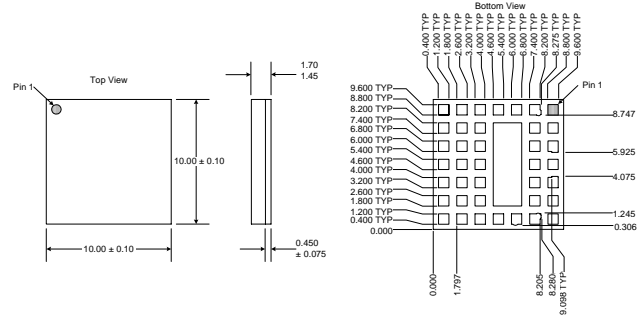 Bottom View
0.400 TYP
1.200 TYP
1.800 TYP
2.600 TYP
3.200 TYP
4.000 TYP
4.600 TYP
5.400 TYP
6.000 TYP
6.800 TYP
7.400 TYP
8.200 TYP
8.275 TYP
8.800 TYP
9.600 TYP
1.70
1.45
Top View
Pin 1
10.00 ± 0.10
10.00 ± 0.10
0.450
± 0.075
Pin 1
9.600 TYP
8.800 TYP
8.200 TYP
7.400 TYP
6.800 TYP
6.000 TYP
5.400 TYP
4.600 TYP
4.000 TYP
3.200 TYP
2.600 TYP
1.800 TYP
1.200 TYP
0.400 TYP
0.000
8.747
5.925
4.075
1.245
0.306
0.000
1.797
8.205
8.280
9.098 TYP